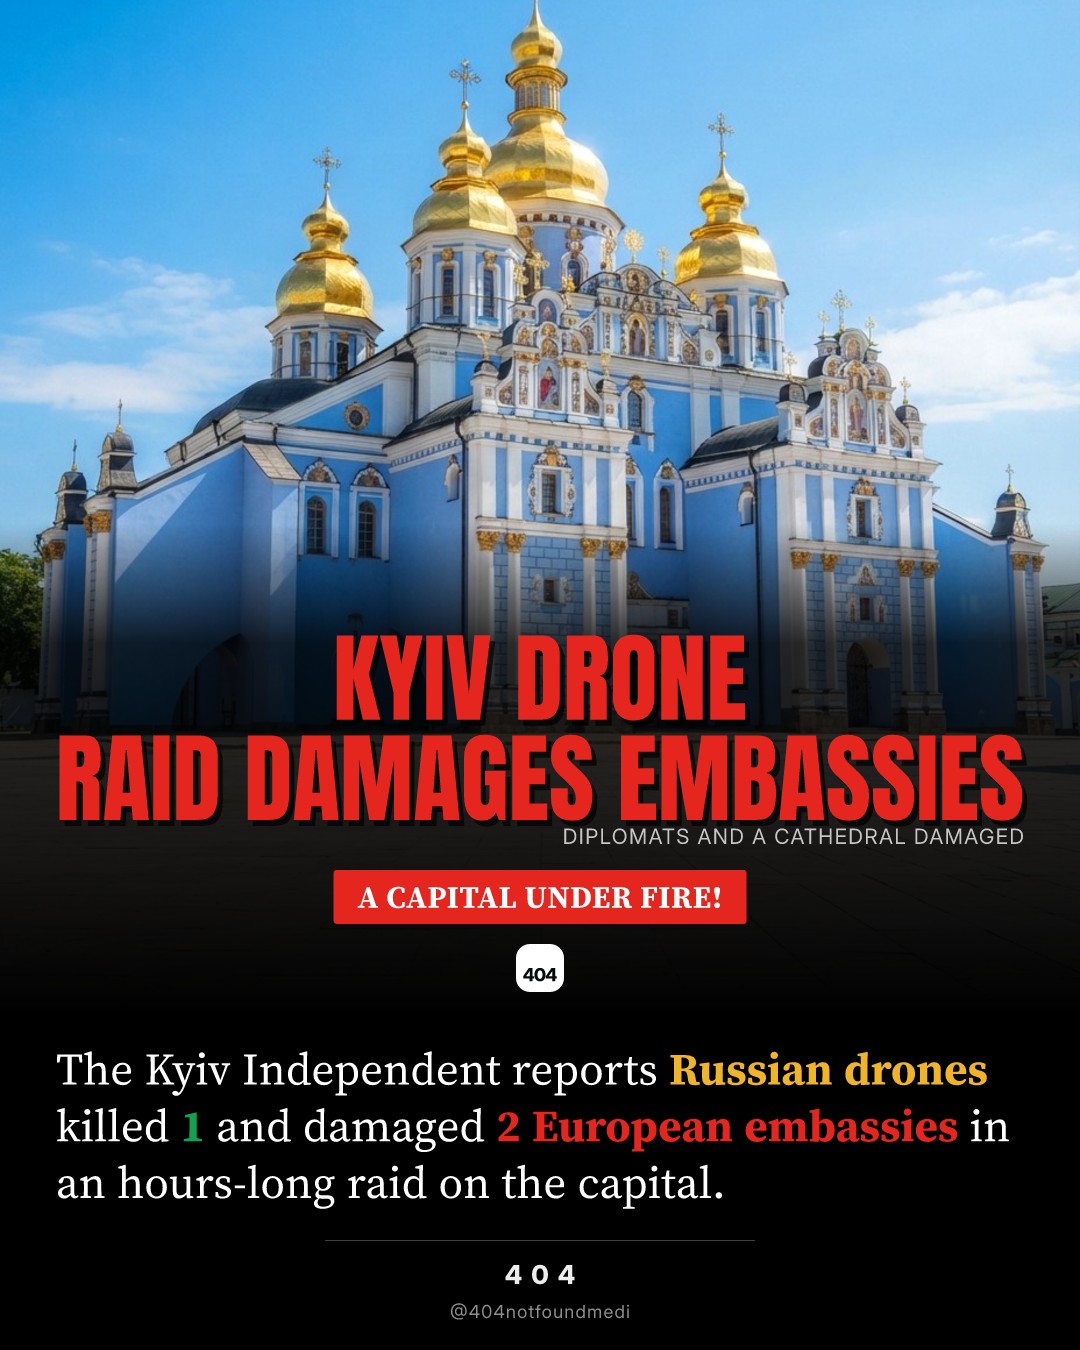 KYIV DRONE
RAID DAMAGES EMBASSIES
DIPLOMATS AND A CATHEDRAL DAMAGED
A CAPITAL UNDER FIRE!
404
The Kyiv Independent reports Russian drones
killed 1 and damaged 2 European embassies in
an hours-long raid on the capital.
404
@404notfoundmedi